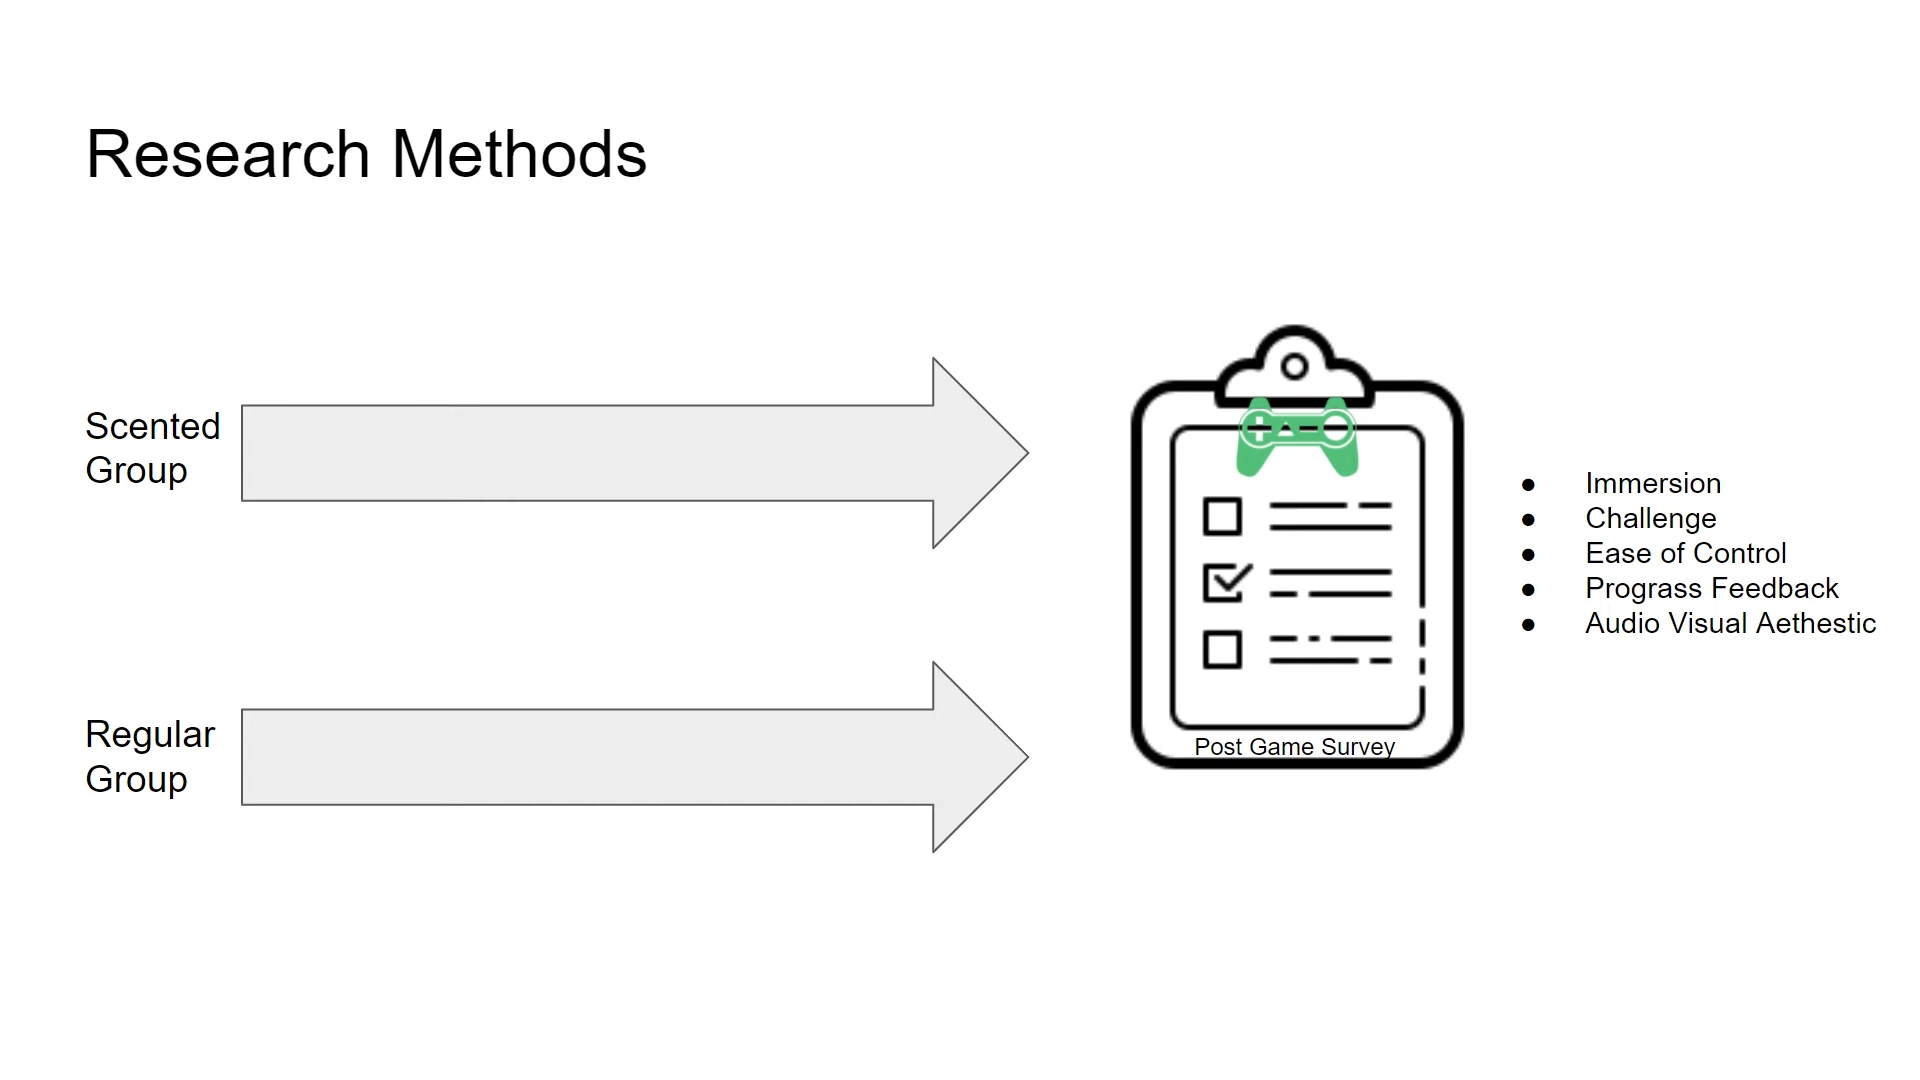 Research Methods
Scented
Group
Regular
Group
Post Game Survey
Immersion
Challenge
Ease of Control
Prograss Feedback
Audio Visual Aethestic